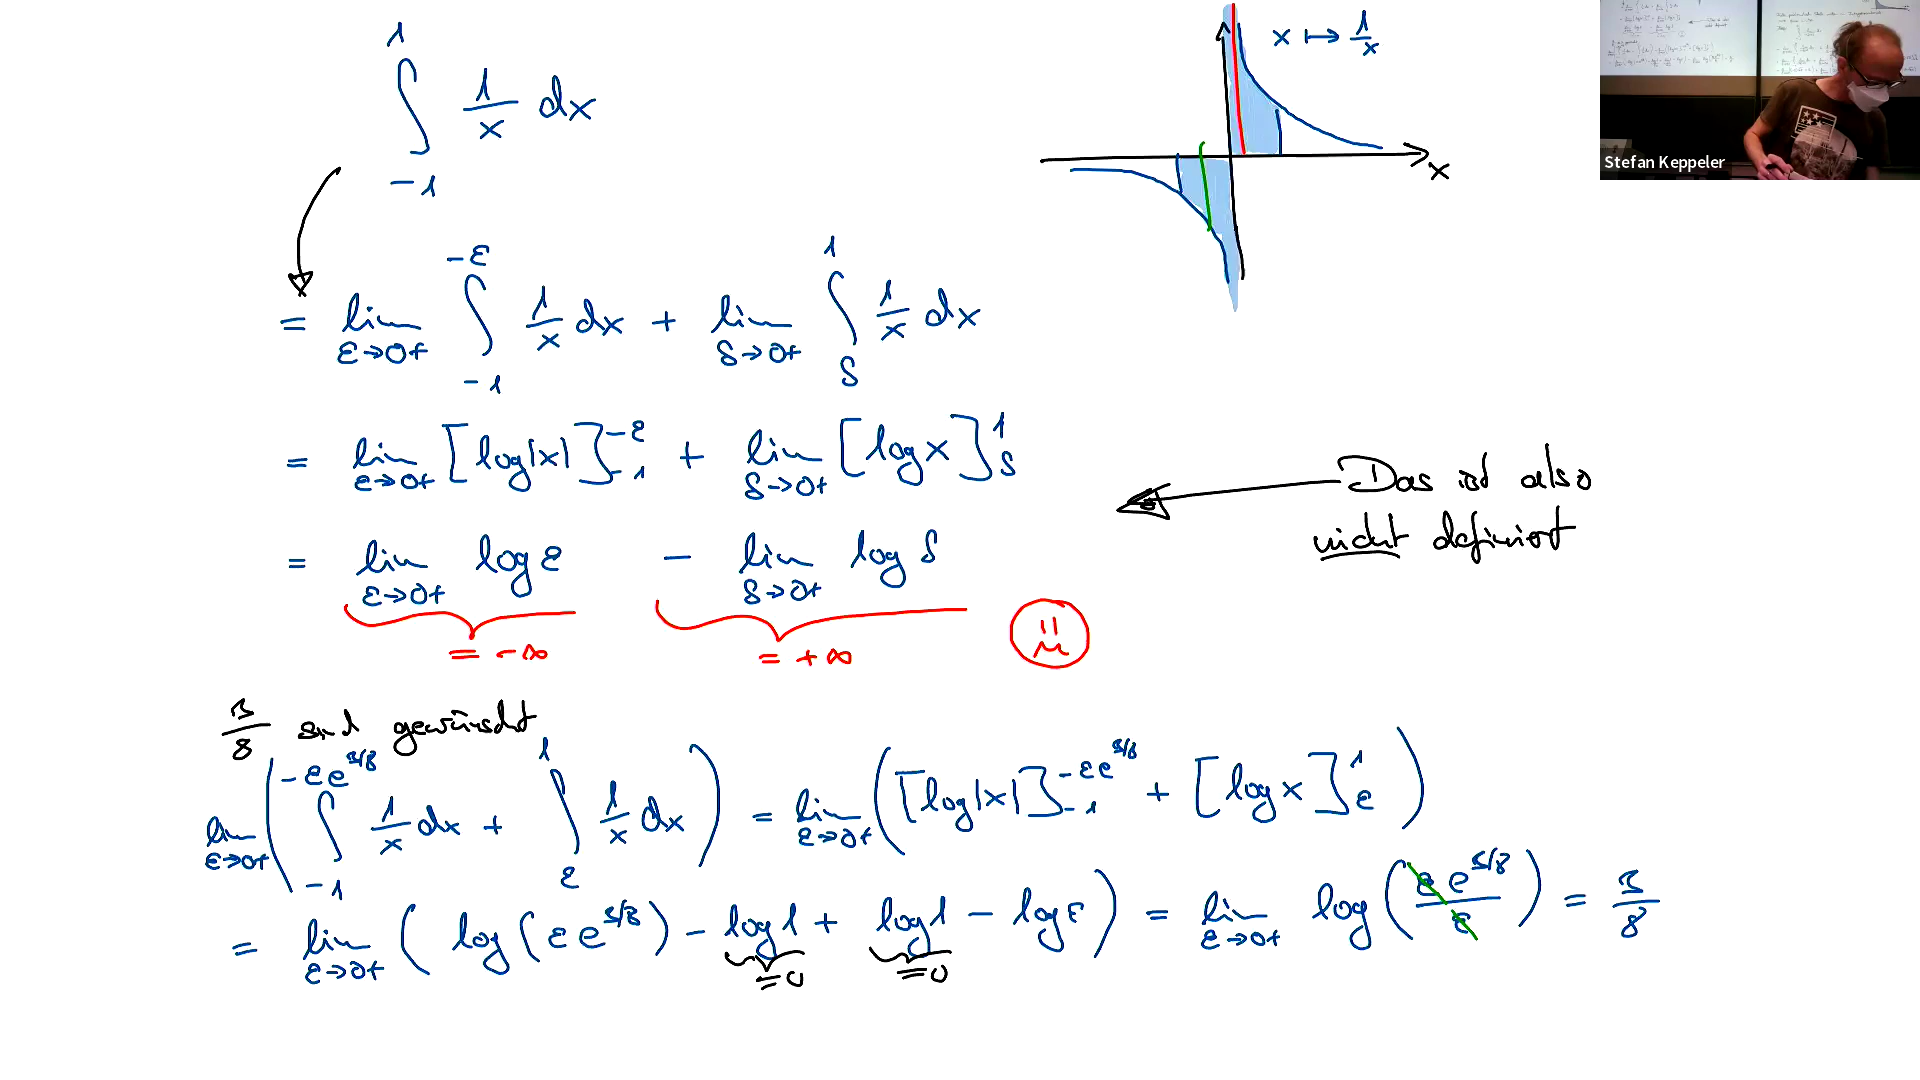 ∫_{-1}^{1} 1/x dx
x ↦ 1/x
x
Stefan Keppeler
= lim_{ε→0+} ∫_{-1}^{-ε} 1/x dx + lim_{δ→0+} ∫_{δ}^{1} 1/x dx
= lim_{ε→0+} [log|x|]_{-1}^{-ε} + lim_{δ→0+} [log x]_{δ}^{1}
Das ist also
nicht definiert
= lim_{ε→0+} log ε - lim_{δ→0+} log δ
= -∞ = +∞
3/8 sind gewünscht
lim_{ε→0+} ( ∫_{-1}^{-εe^{3/8}} 1/x dx + ∫_{ε}^{1} 1/x dx ) = lim_{ε→0+} ( [log|x|]_{-1}^{-εe^{3/8}} + [log x]_{ε}^{1} )
= lim_{ε→0+} ( log(εe^{3/8}) - log 1 + log 1 - log ε ) = lim_{ε→0+} log( εe^{3/8}/ε ) = 3/8
=0 =0